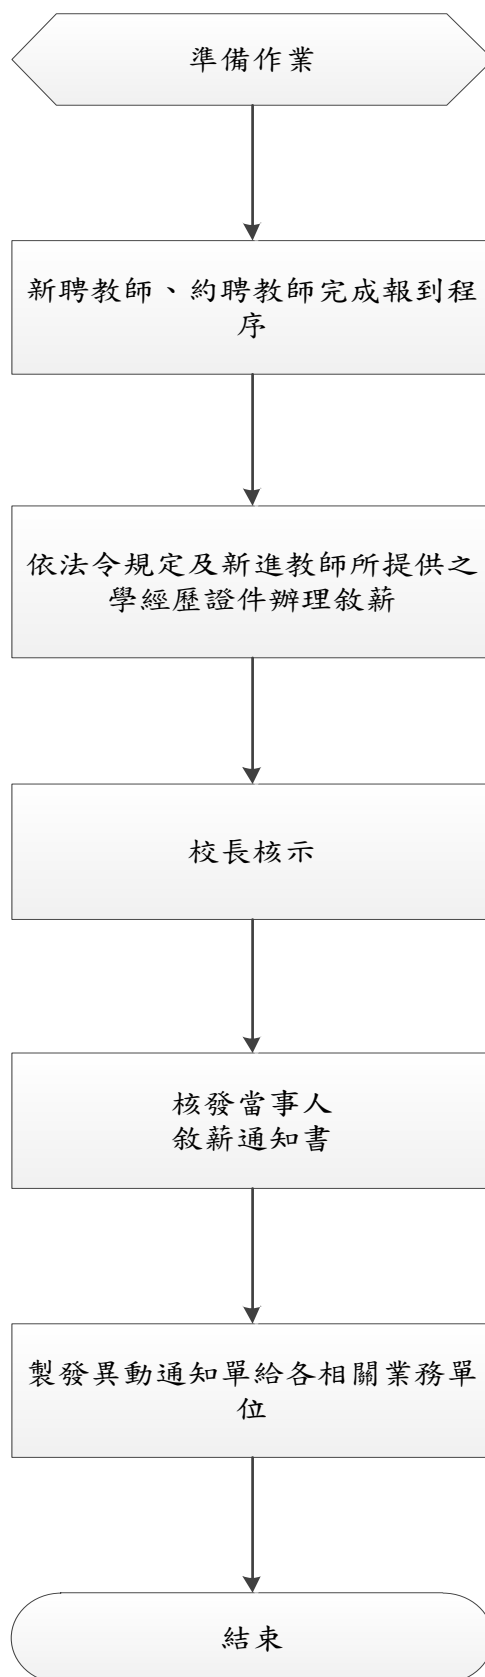 準備作業
新聘教師、約聘教師完成報到程
序
依法令規定及新進教師所提供之
學經歷證件辦理敘薪
校長核示
核發當事人
敘薪通知書
製發異動通知單給各相關業務單
位
結束